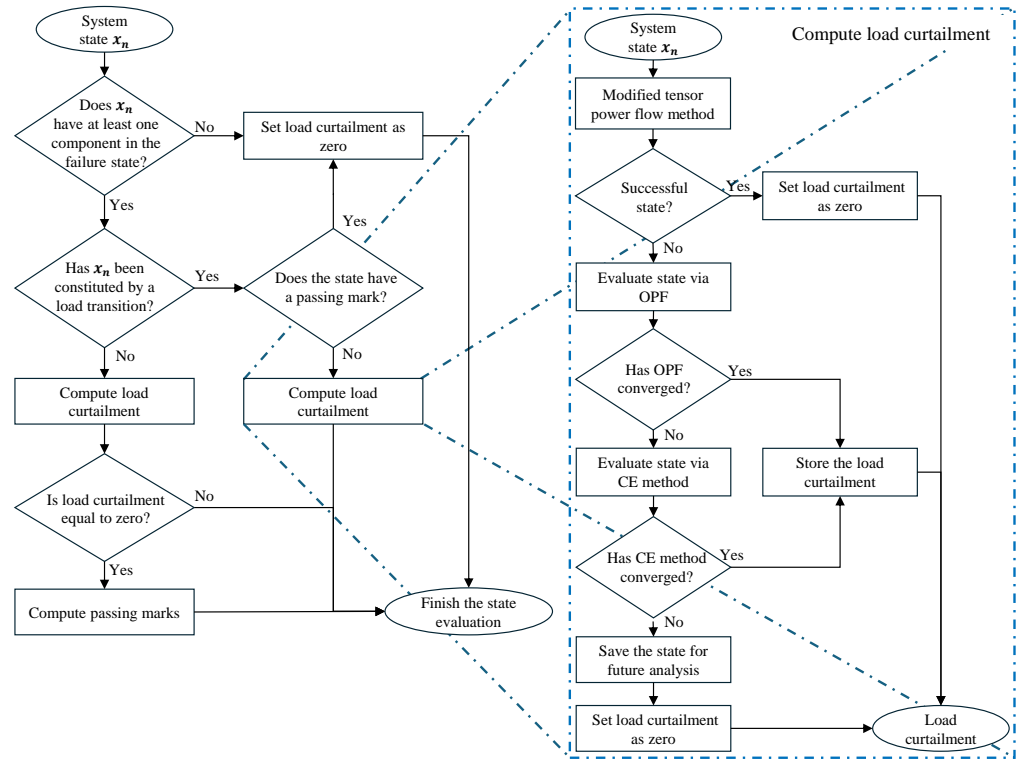 System
state xₙ
Does xₙ
have at least one
component in the
failure state?
No
Set load curtailment as
zero
Yes
Yes
Has xₙ been
constituted by a
load transition?
Yes
Does the state have
a passing mark?
No
No
Compute load
curtailment
Compute load
curtailment
Is load curtailment
equal to zero?
No
Yes
Compute passing marks
Finish the state
evaluation
Compute load curtailment
System
state xₙ
Modified tensor
power flow method
Successful
state?
Yes
Set load curtailment
as zero
No
Evaluate state via
OPF
Has OPF
converged?
Yes
No
Evaluate state via
CE method
Store the load
curtailment
Has CE method
converged?
Yes
No
Save the state for
future analysis
Set load curtailment
as zero
Load
curtailment